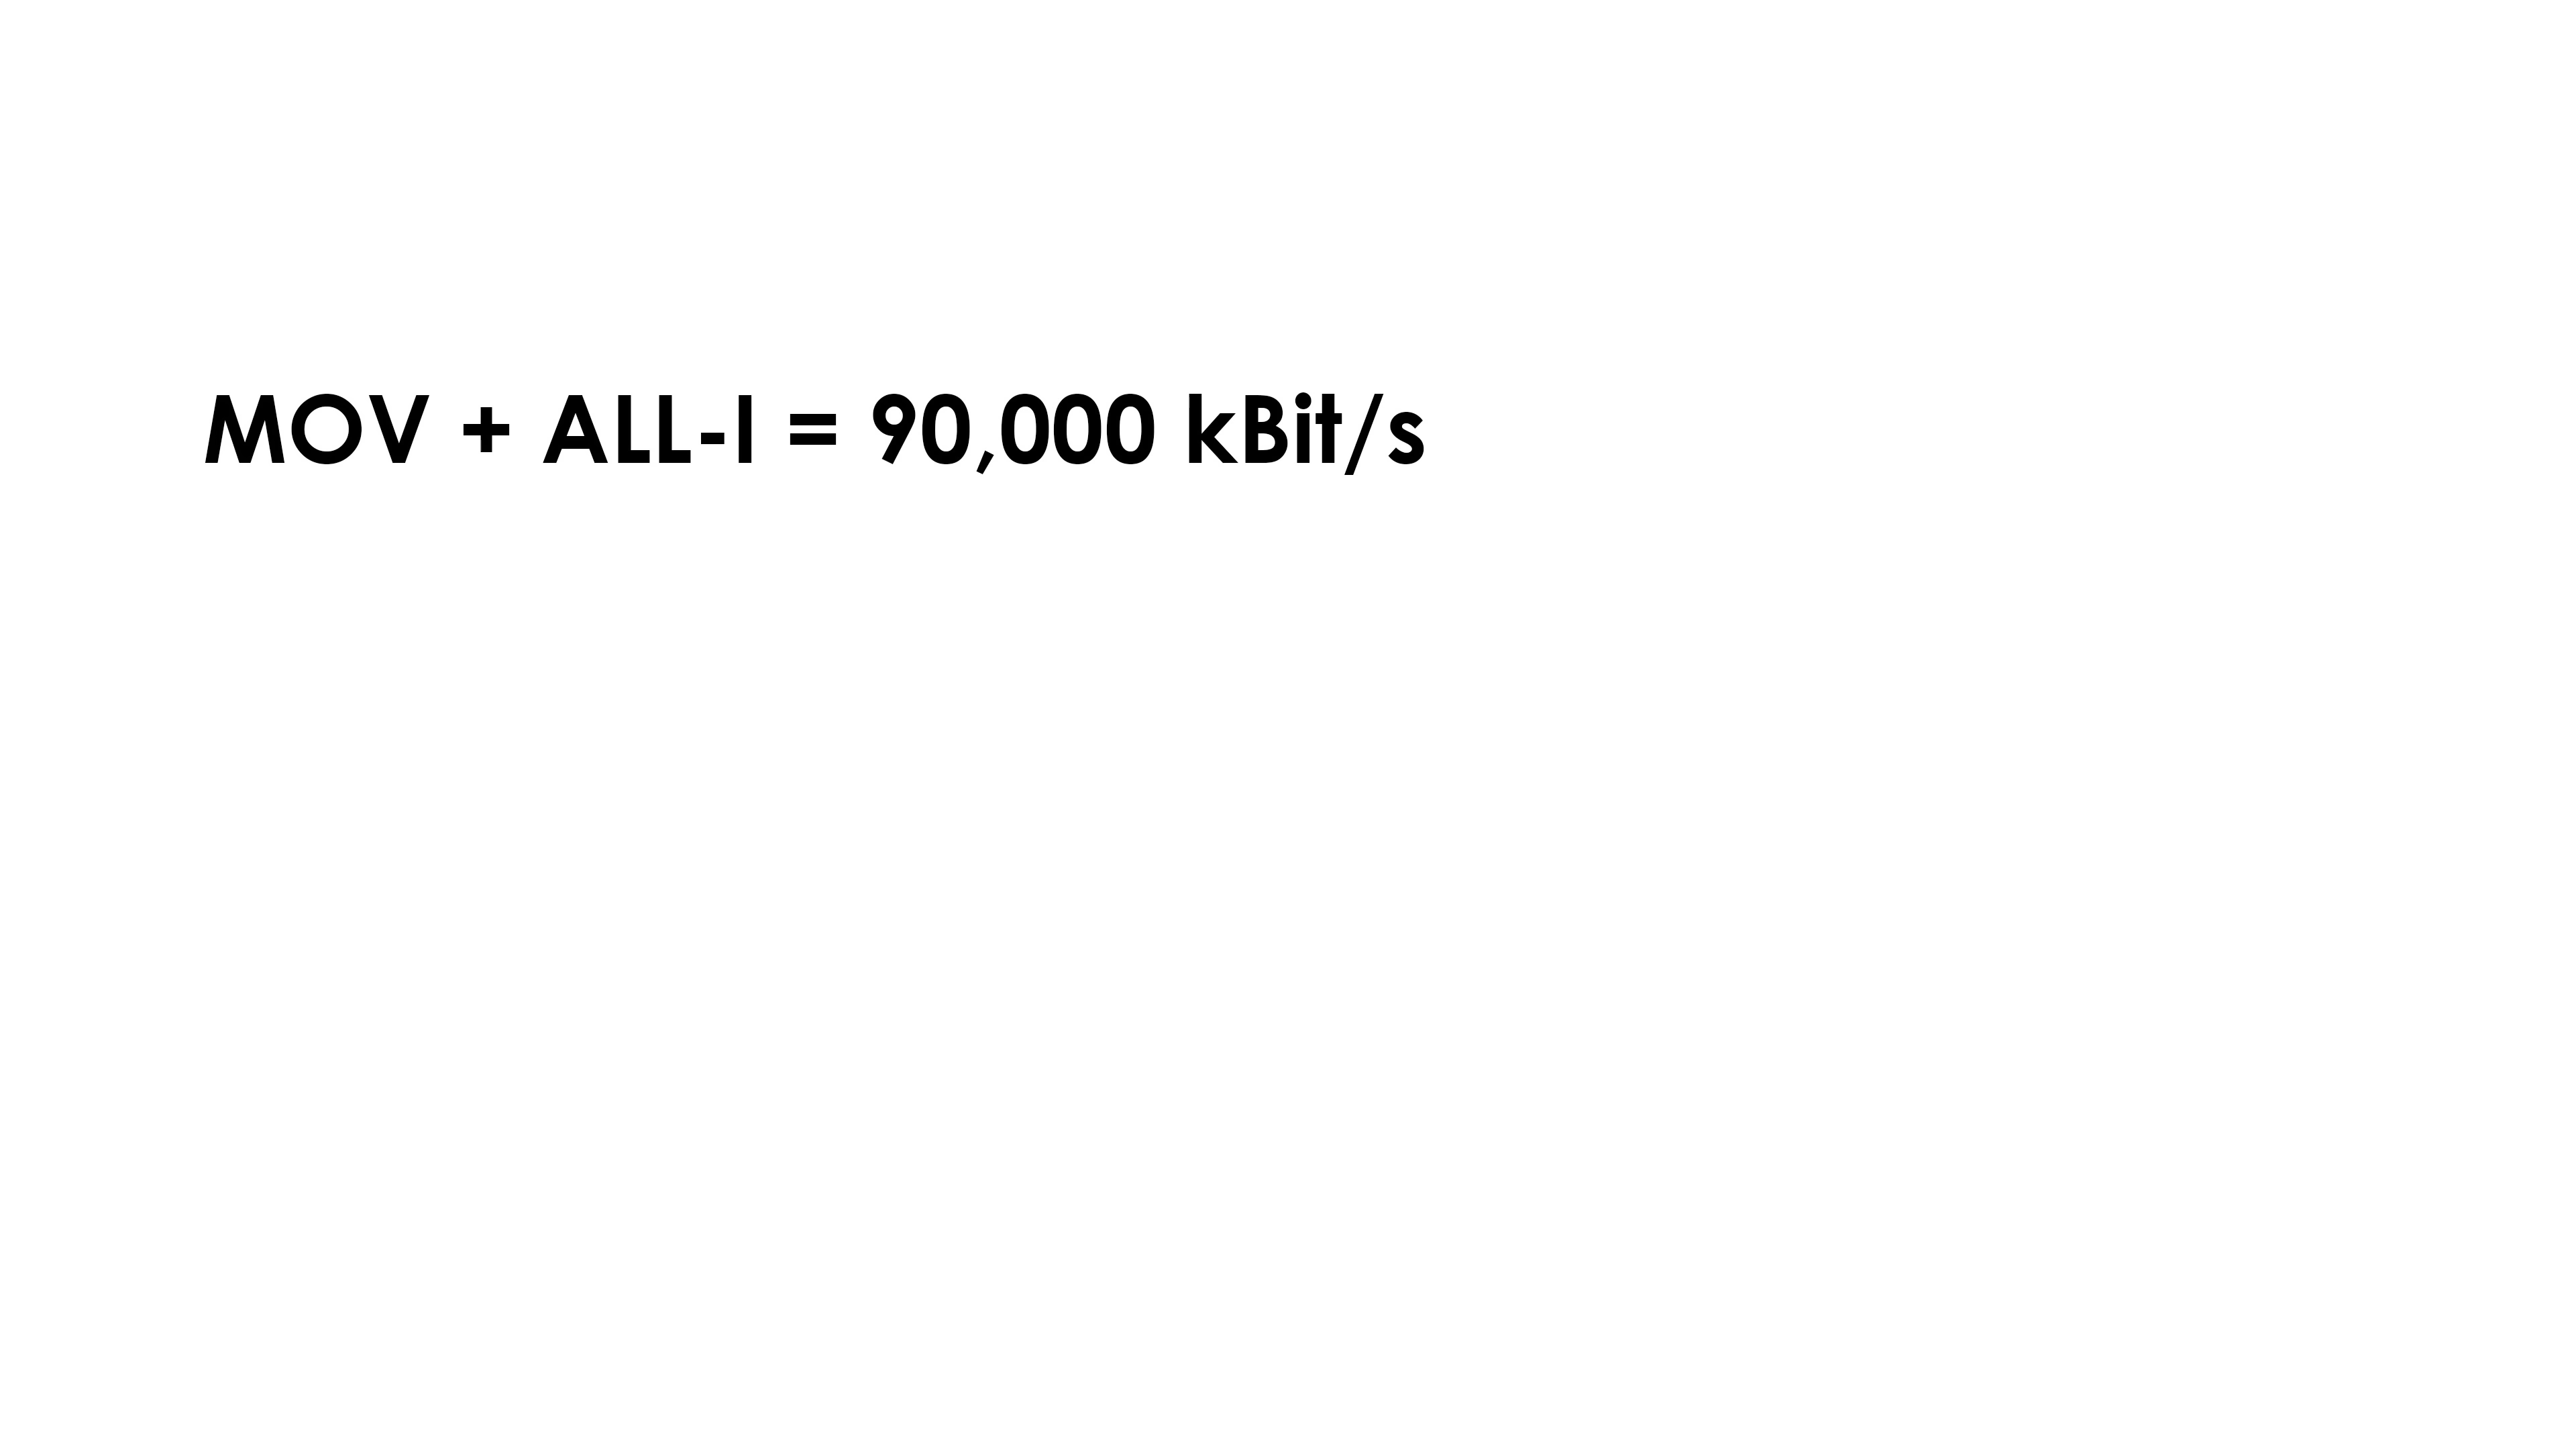 MOV + ALL-I = 90,000 kBit/s